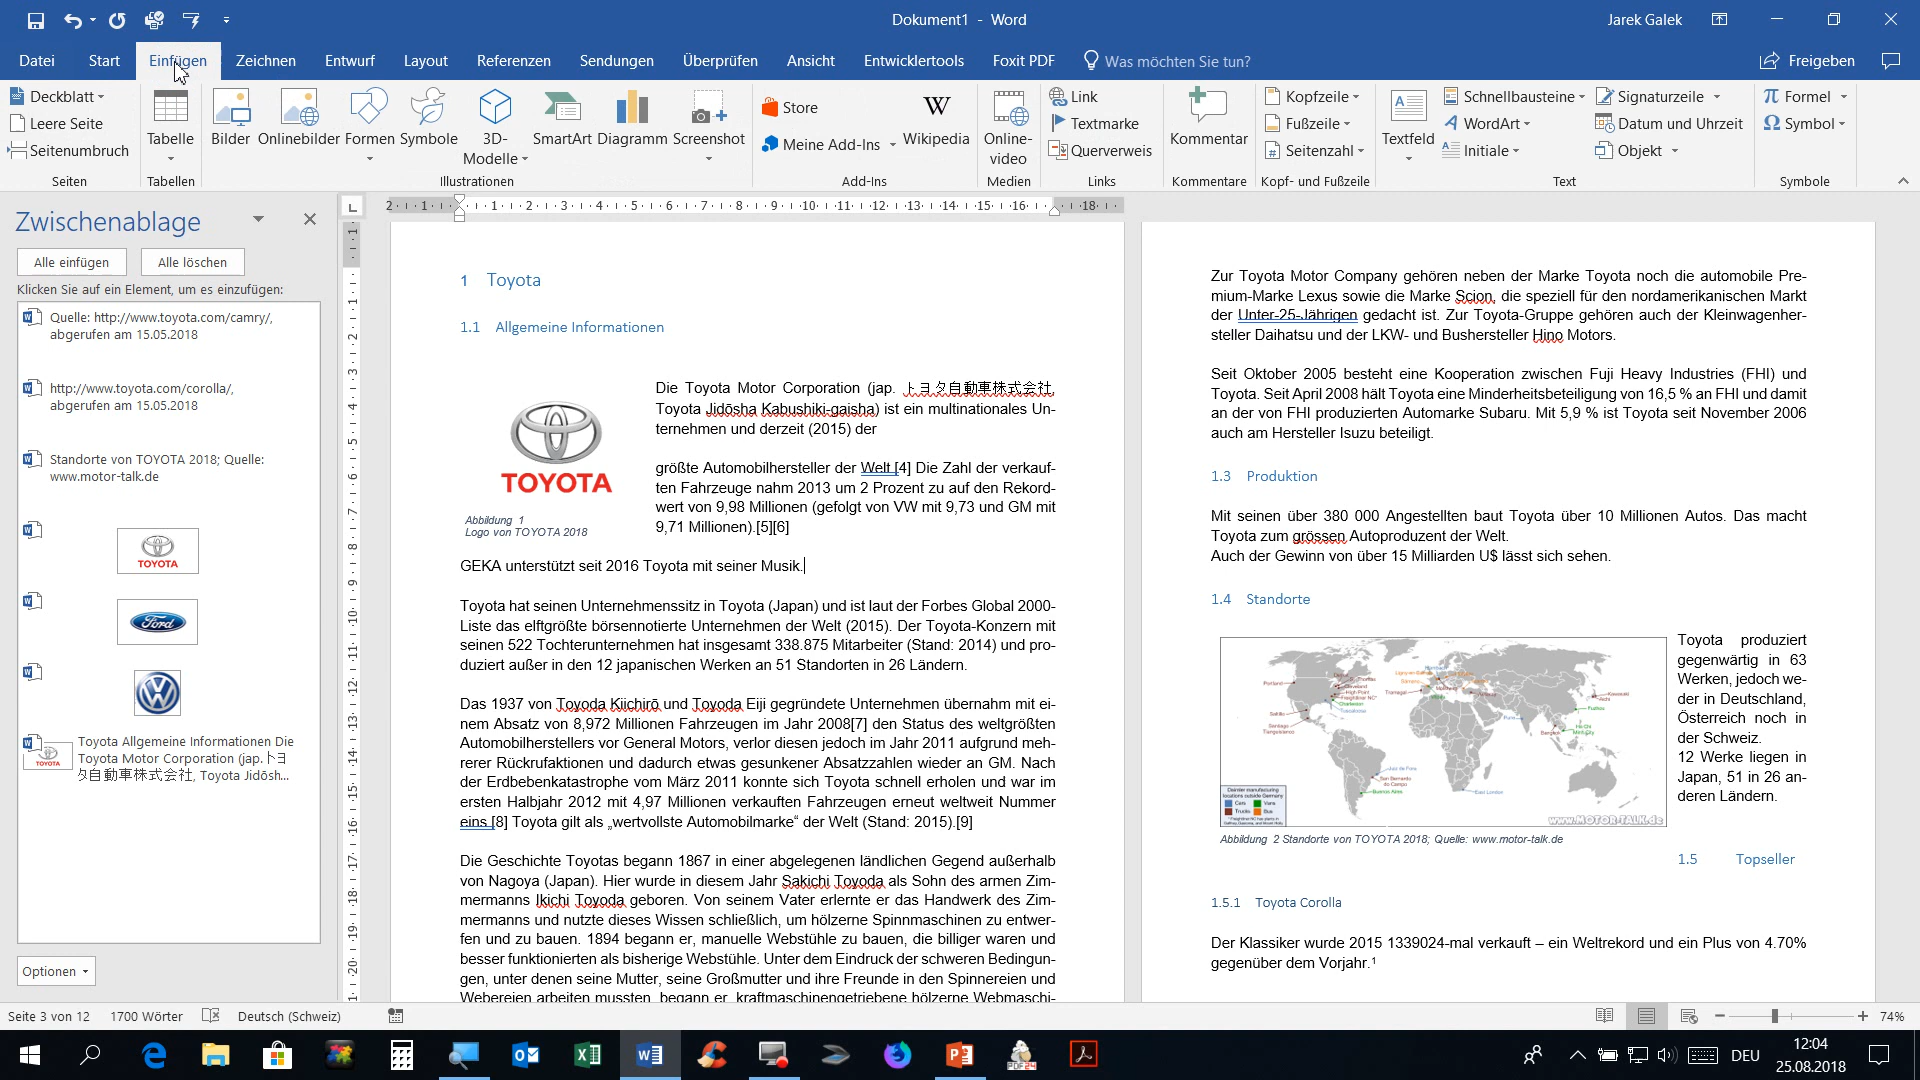 Dokument1 - Word
Jarek Galek
Datei Start Einfügen Zeichnen Entwurf Layout Referenzen Sendungen Überprüfen Ansicht Entwicklertools Foxit PDF Was möchten Sie tun? Freigeben
Deckblatt
Leere Seite
Seitenumbruch
Seiten
Tabelle
Tabellen
Bilder Onlinebilder Formen Symbole 3D-Modelle SmartArt Diagramm Screenshot
Illustrationen
Store
Meine Add-Ins
Wikipedia
Add-Ins
Online-video
Medien
Link
Textmarke
Querverweis
Links
Kommentar
Kommentare
Kopfzeile
Fußzeile
Seitenzahl
Kopf- und Fußzeile
Textfeld
Schnellbausteine
WordArt
Initiale
Signaturzeile
Datum und Uhrzeit
Objekt
Text
Formel
Symbol
Symbole
Zwischenablage
Alle einfügen
Alle löschen
Klicken Sie auf ein Element, um es einzufügen:
Quelle: http://www.toyota.com/camry/,
abgerufen am 15.05.2018
http://www.toyota.com/corolla/,
abgerufen am 15.05.2018
Standorte von TOYOTA 2018; Quelle:
www.motor-talk.de
TOYOTA
Ford
TOYOTA
Toyota Allgemeine Informationen Die
Toyota Motor Corporation (jap.トヨ
タ自動車株式会社, Toyota Jidōsh...
Optionen
2 1 1 2 3 4 5 6 7 8 9 10 11 12 13 14 15 16 18
1 Toyota
1.1 Allgemeine Informationen
TOYOTA
Abbildung 1
Logo von TOYOTA 2018
Die Toyota Motor Corporation (jap. トヨタ自動車株式会社,
Toyota Jidōsha Kabushiki-gaisha) ist ein multinationales Un-
ternehmen und derzeit (2015) der
größte Automobilhersteller der Welt.[4] Die Zahl der verkauf-
ten Fahrzeuge nahm 2013 um 2 Prozent zu auf den Rekord-
wert von 9,98 Millionen (gefolgt von VW mit 9,73 und GM mit
9,71 Millionen).[5][6]
GEKA unterstützt seit 2016 Toyota mit seiner Musik.
Toyota hat seinen Unternehmenssitz in Toyota (Japan) und ist laut der Forbes Global 2000-
Liste das elftgrößte börsennotierte Unternehmen der Welt (2015). Der Toyota-Konzern mit
seinen 522 Tochterunternehmen hat insgesamt 338.875 Mitarbeiter (Stand: 2014) und pro-
duziert außer in den 12 japanischen Werken an 51 Standorten in 26 Ländern.
Das 1937 von Toyoda Kiichirō und Toyoda Eiji gegründete Unternehmen übernahm mit ei-
nem Absatz von 8,972 Millionen Fahrzeugen im Jahr 2008[7] den Status des weltgrößten
Automobilherstellers vor General Motors, verlor diesen jedoch im Jahr 2011 aufgrund meh-
rerer Rückrufaktionen und dadurch etwas gesunkener Absatzzahlen wieder an GM. Nach
der Erdbebenkatastrophe vom März 2011 konnte sich Toyota schnell erholen und war im
ersten Halbjahr 2012 mit 4,97 Millionen verkauften Fahrzeugen erneut weltweit Nummer
eins.[8] Toyota gilt als „wertvollste Automobilmarke“ der Welt (Stand: 2015).[9]
Die Geschichte Toyotas begann 1867 in einer abgelegenen ländlichen Gegend außerhalb
von Nagoya (Japan). Hier wurde in diesem Jahr Sakichi Toyoda als Sohn des armen Zim-
mermanns Ikichi Toyoda geboren. Von seinem Vater erlernte er das Handwerk des Zim-
mermanns und nutzte dieses Wissen schließlich, um hölzerne Spinnmaschinen zu entwer-
fen und zu bauen. 1894 begann er, manuelle Webstühle zu bauen, die billiger waren und
besser funktionierten als bisherige Webstühle. Unter dem Eindruck der schweren Bedingun-
gen, unter denen seine Mutter, seine Großmutter und ihre Freunde in den Spinnereien und
Webereien arbeiten mussten, begann er, kraftmaschinengetriebene hölzerne Webmaschi-
Zur Toyota Motor Company gehören neben der Marke Toyota noch die automobile Pre-
mium-Marke Lexus sowie die Marke Scion, die speziell für den nordamerikanischen Markt
der Unter-25-Jährigen gedacht ist. Zur Toyota-Gruppe gehören auch der Kleinwagenher-
steller Daihatsu und der LKW- und Bushersteller Hino Motors.
Seit Oktober 2005 besteht eine Kooperation zwischen Fuji Heavy Industries (FHI) und
Toyota. Seit April 2008 hält Toyota eine Minderheitsbeteiligung von 16,5 % an FHI und damit
an der von FHI produzierten Automarke Subaru. Mit 5,9 % ist Toyota seit November 2006
auch am Hersteller Isuzu beteiligt.
1.3 Produktion
Mit seinen über 380 000 Angestellten baut Toyota über 10 Millionen Autos. Das macht
Toyota zum grössen Autoproduzent der Welt.
Auch der Gewinn von über 15 Milliarden U$ lässt sich sehen.
1.4 Standorte
www.MOTOR-TALK.de
Abbildung 2 Standorte von TOYOTA 2018; Quelle: www.motor-talk.de
Toyota produziert
gegenwärtig in 63
Werken, jedoch we-
der in Deutschland,
Österreich noch in
der Schweiz.
12 Werke liegen in
Japan, 51 in 26 an-
deren Ländern.
1.5 Topseller
1.5.1 Toyota Corolla
Der Klassiker wurde 2015 1339024-mal verkauft – ein Weltrekord und ein Plus von 4.70%
gegenüber dem Vorjahr.¹
Seite 3 von 12 1700 Wörter Deutsch (Schweiz) 74%
DEU
12:04
25.08.2018